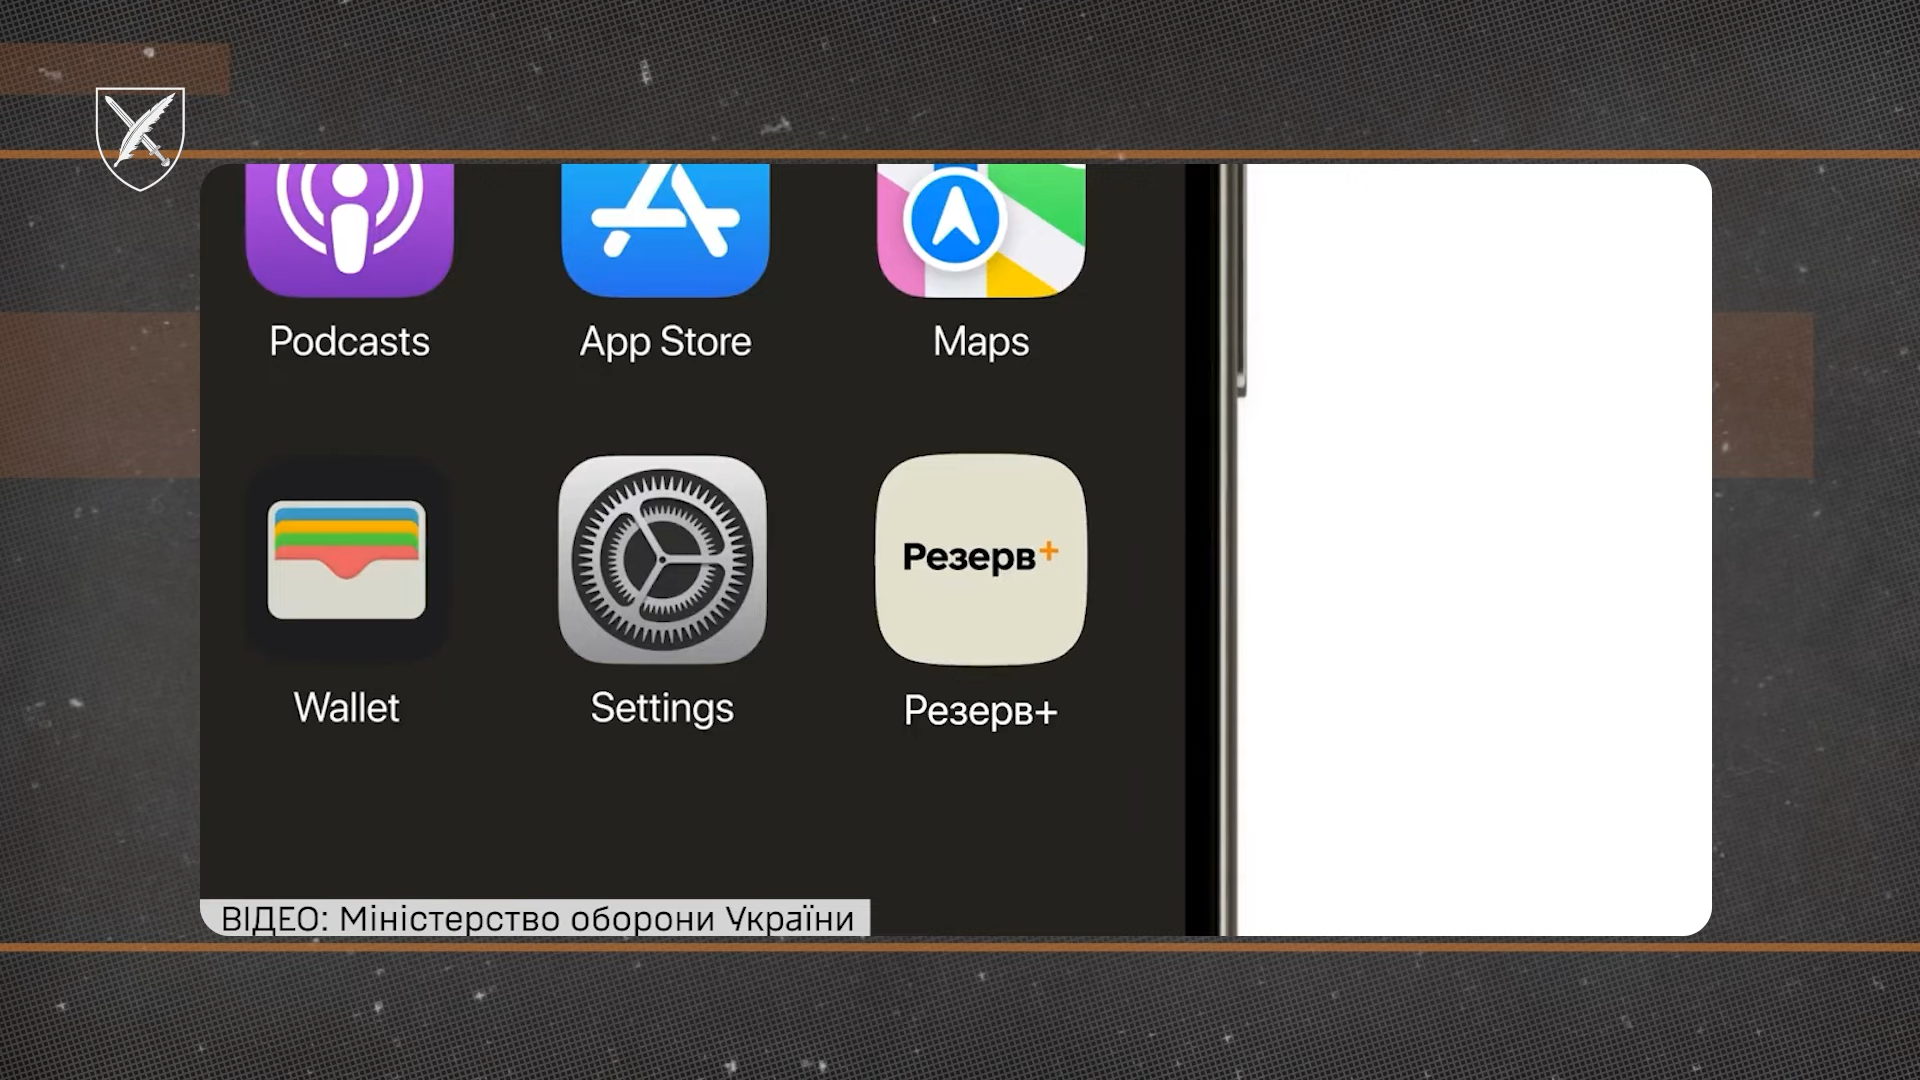 Podcasts
App Store
Maps
Резерв+
Wallet
Settings
Резерв+
ВІДЕО: Міністерство оборони України